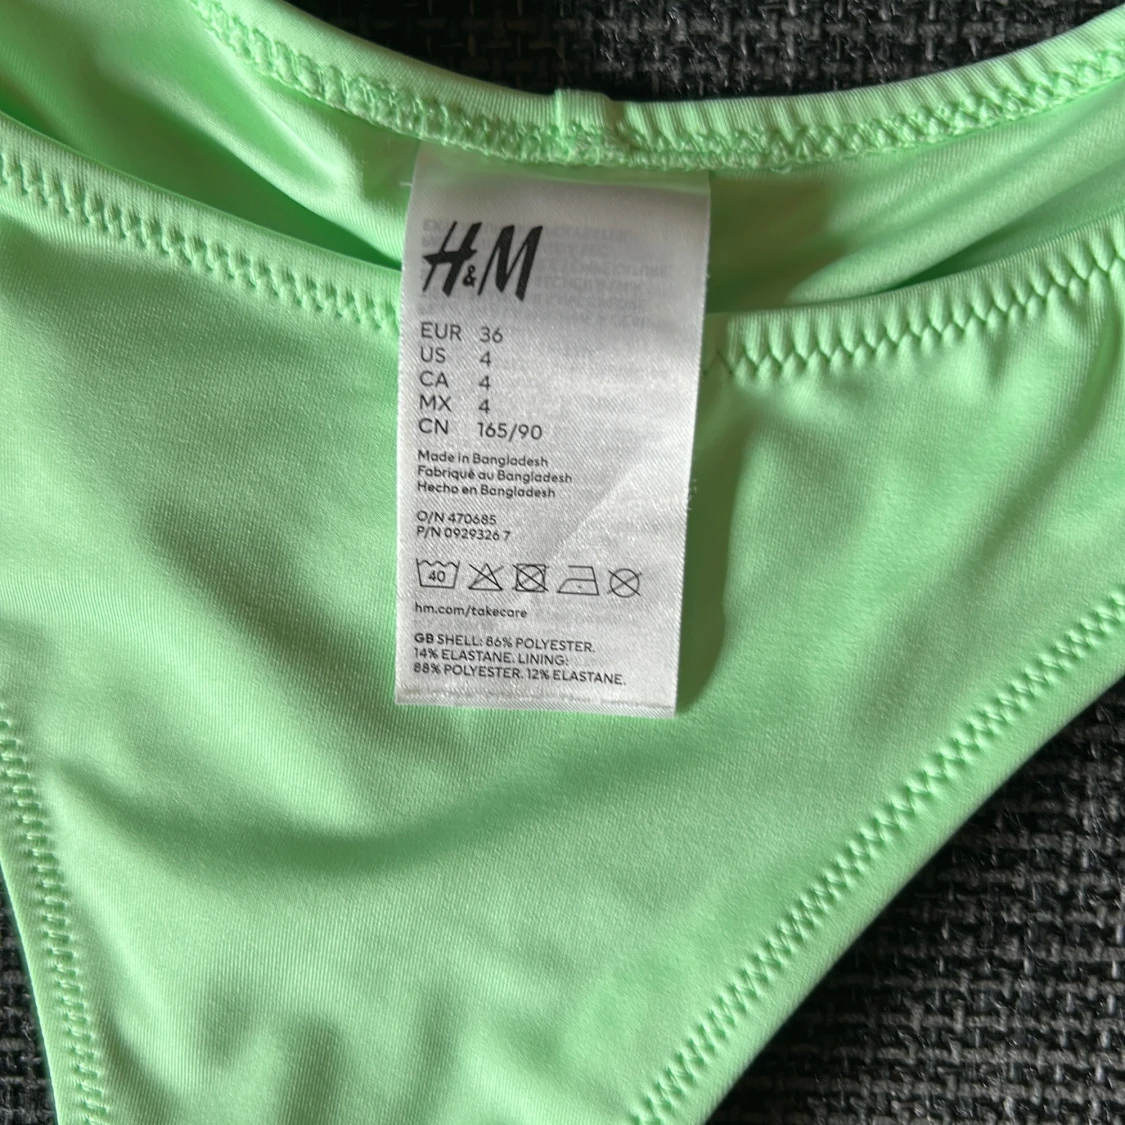 H&M
EUR 36
US 4
CA 4
MX 4
CN 165/90
Made in Bangladesh
Fabriqué au Bangladesh
Hecho en Bangladesh
O/N 470685
P/N 0929326 7
40
hm.com/takecare
GB SHELL: 86% POLYESTER.
14% ELASTANE. LINING:
88% POLYESTER. 12% ELASTANE.